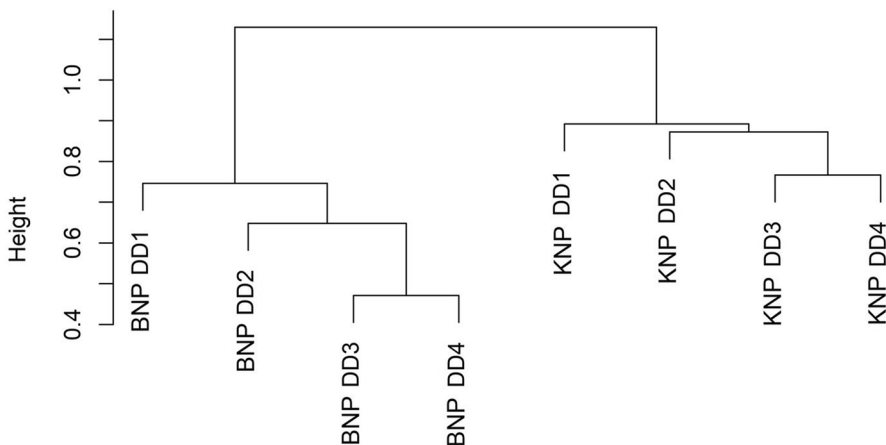 Height
1.0
0.8
0.6
0.4
BNP DD1
BNP DD2
BNP DD3
BNP DD4
KNP DD1
KNP DD2
KNP DD3
KNP DD4